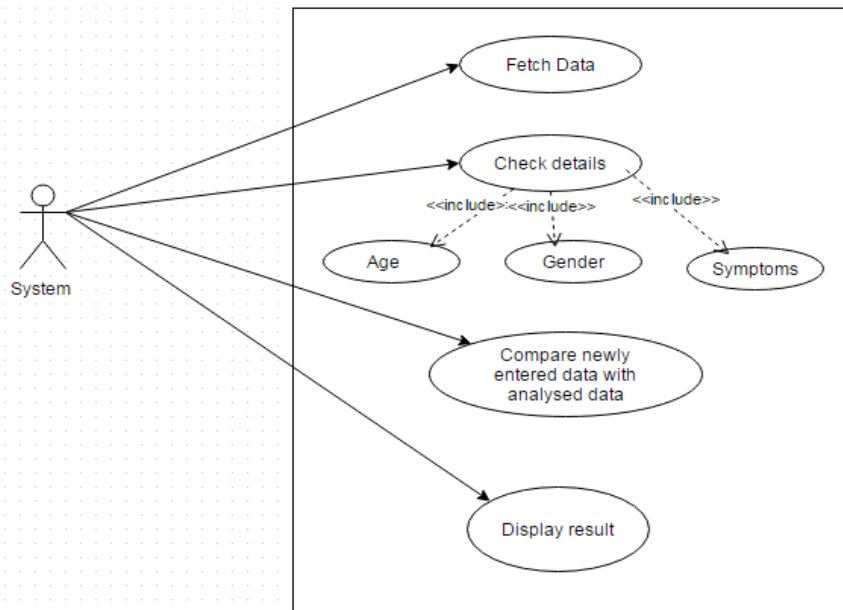 Fetch Data
Check details
<<include>>
<<include>>
<<include>>
Age
Gender
Symptoms
System
Compare newly
entered data with
analysed data
Display result